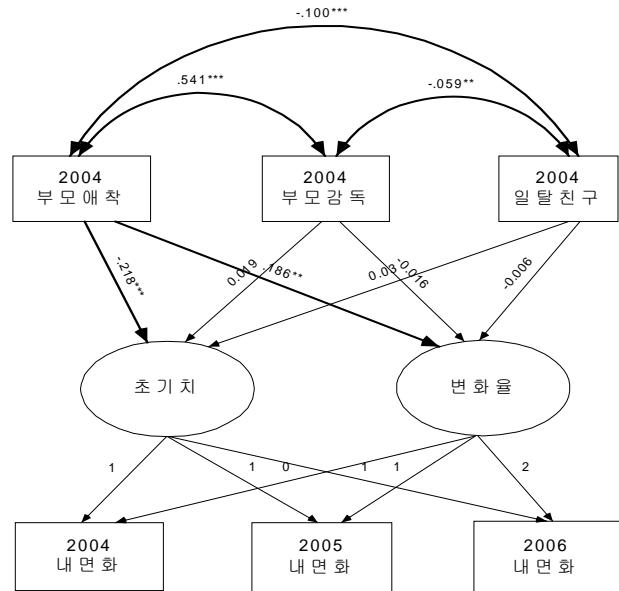 -.100***
.541***
-.059**
2004
부모애착
2004
부모감독
2004
일탈친구
-.218***
0.019
.186**
0.03
-0.016
-0.006
초기치
변화율
1
1
0
1
1
2
2004
내면화
2005
내면화
2006
내면화